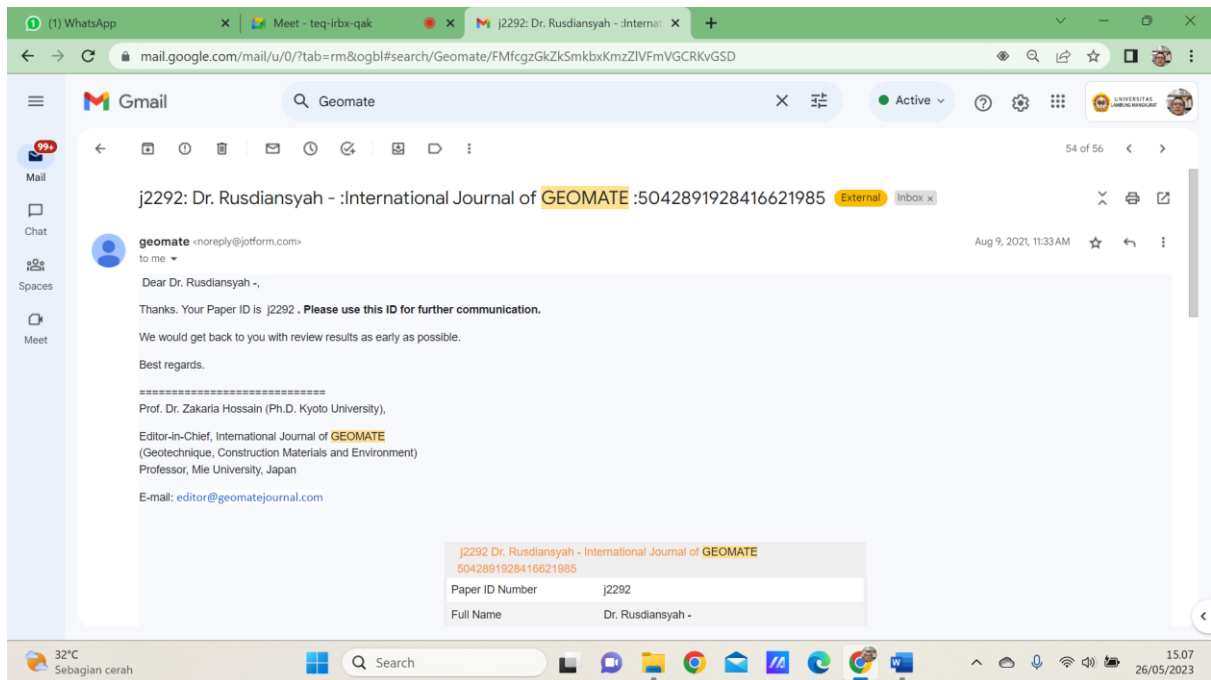 (1) WhatsApp
Meet - teq-irbx-qak
j2292: Dr. Rusdiansyah - :Internat
mail.google.com/mail/u/0/?tab=rm&ogbl#search/Geomate/FMfcgzGkZkSmkbxKmzZlVFmVGCRKvGSD
Gmail
Geomate
Active
UNIVERSITAS
LAMBUNG MANGKURAT
99+
Mail
Chat
Spaces
Meet
54 of 56
j2292: Dr. Rusdiansyah - :International Journal of GEOMATE :5042891928416621985 External Inbox x
geomate <noreply@jotform.com>
Aug 9, 2021, 11:33 AM
to me
Dear Dr. Rusdiansyah -,
Thanks. Your Paper ID is j2292 . Please use this ID for further communication.
We would get back to you with review results as early as possible.
Best regards.
=============================
Prof. Dr. Zakaria Hossain (Ph.D. Kyoto University),
Editor-in-Chief, International Journal of GEOMATE
(Geotechnique, Construction Materials and Environment)
Professor, Mie University, Japan
E-mail: editor@geomatejournal.com
j2292 Dr. Rusdiansyah - International Journal of GEOMATE
5042891928416621985
Paper ID Number j2292
Full Name Dr. Rusdiansyah -
32°C
Sebagian cerah
Search
15.07
26/05/2023